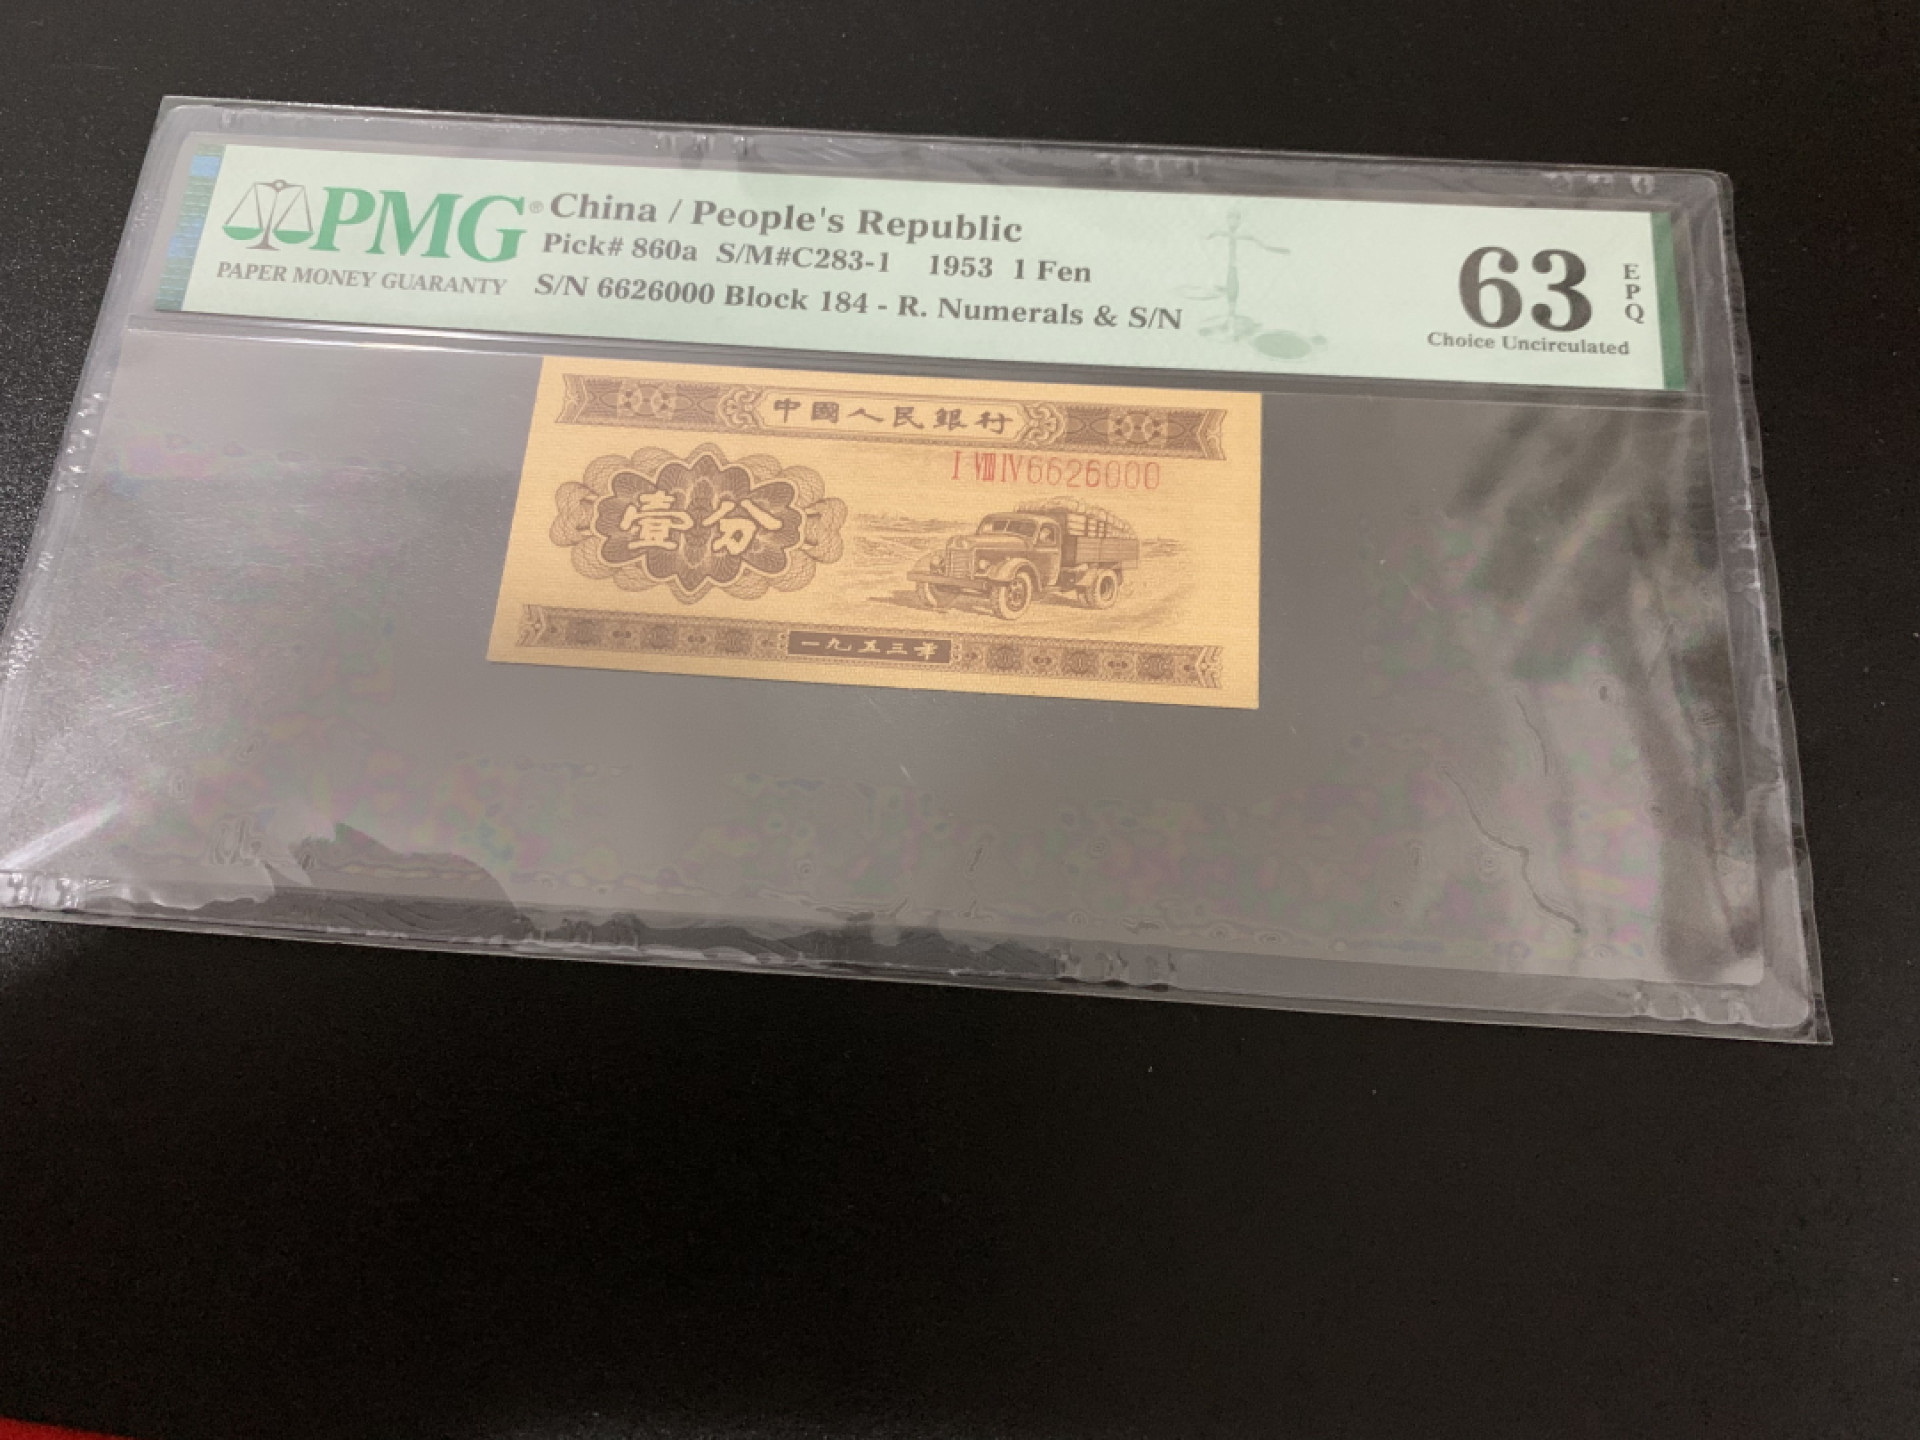 PMG® China / People's Republic
Pick# 860a S/M#C283-1 1953 1 Fen
PAPER MONEY GUARANTY S/N 6626000 Block 184 - R. Numerals & S/N
63 EPQ
Choice Uncirculated
中國人民銀行
I VIII IV 6626000
壹分
一九五三年